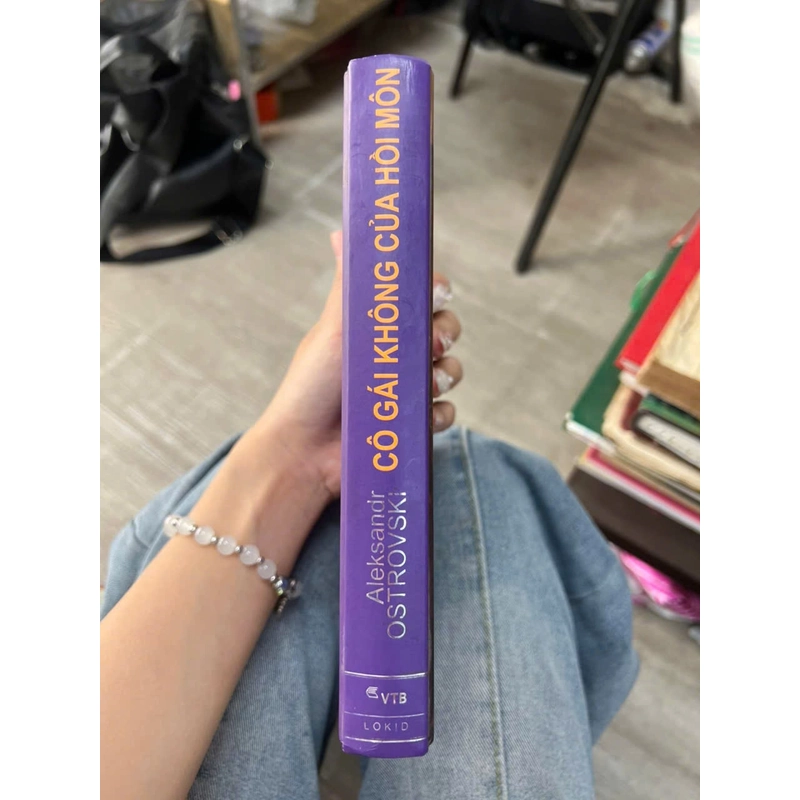 Aleksandr
OSTROVSKI
CÔ GÁI KHÔNG CỦA HỒI MÔN
VTB
LOKID